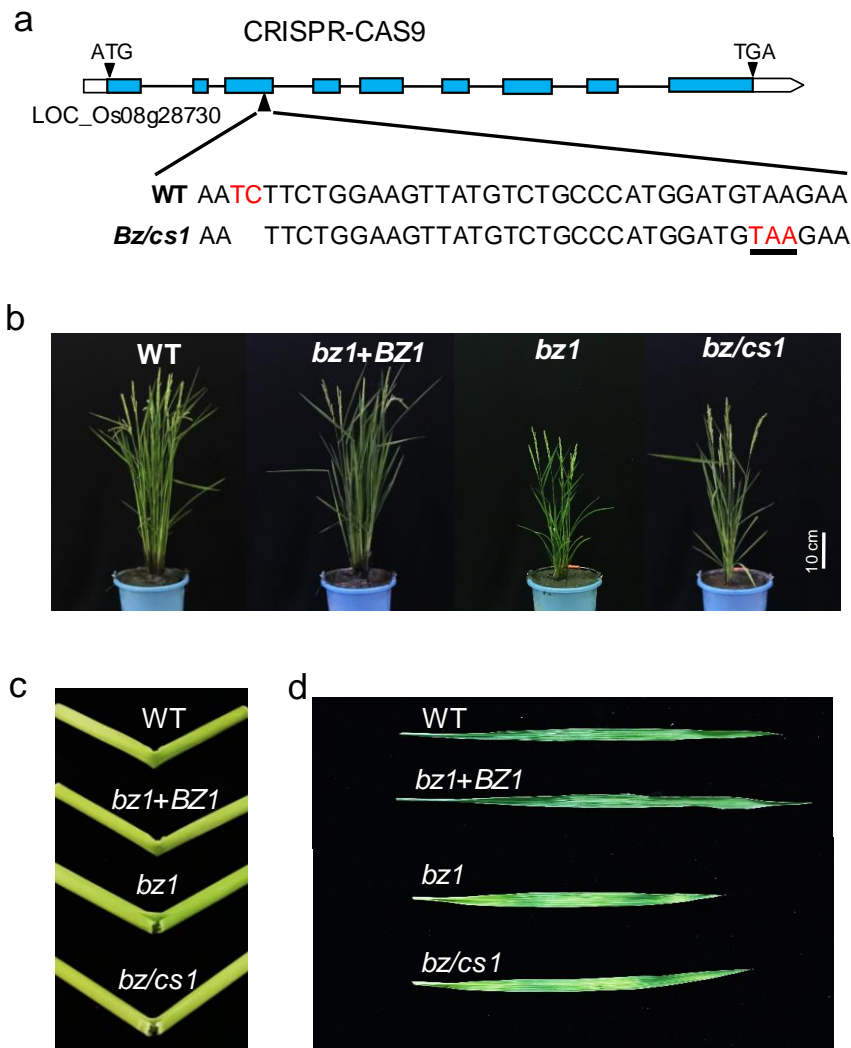 a
CRISPR-CAS9
ATG
TGA
LOC_Os08g28730
WT AATCTTCTGGAAGTTATGTCTGCCCATGGATGTAAGAA
Bz/cs1 AA TTCTGGAAGTTATGTCTGCCCATGGATGTAAGAA
b
WT bz1+BZ1 bz1 bz/cs1
10 cm
c
WT
bz1+BZ1
bz1
bz/cs1
d
WT
bz1+BZ1
bz1
bz/cs1